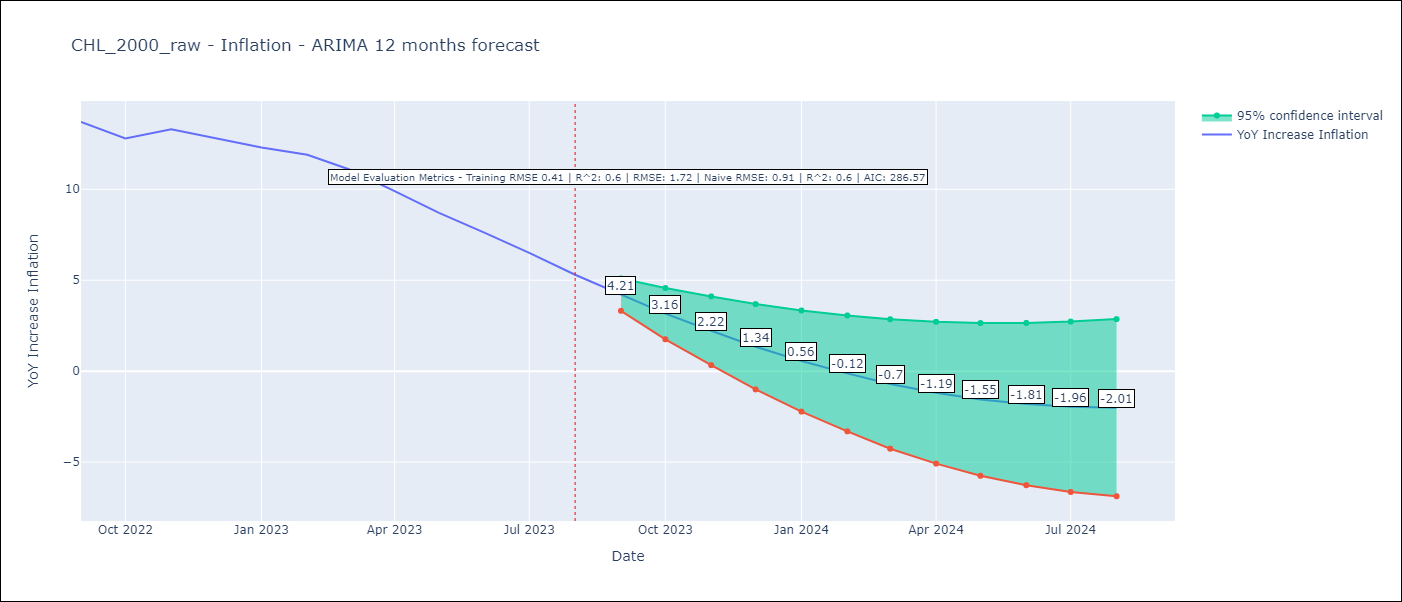 CHL_2000_raw - Inflation - ARIMA 12 months forecast
95% confidence interval
YoY Increase Inflation
Model Evaluation Metrics - Training RMSE 0.41 | R^2: 0.6 | RMSE: 1.72 | Naive RMSE: 0.91 | R^2: 0.6 | AIC: 286.57
YoY Increase Inflation
10
5
0
−5
4.21
3.16
2.22
1.34
0.56
-0.12
-0.7
-1.19
-1.55
-1.81
-1.96
-2.01
Oct 2022
Jan 2023
Apr 2023
Jul 2023
Oct 2023
Jan 2024
Apr 2024
Jul 2024
Date